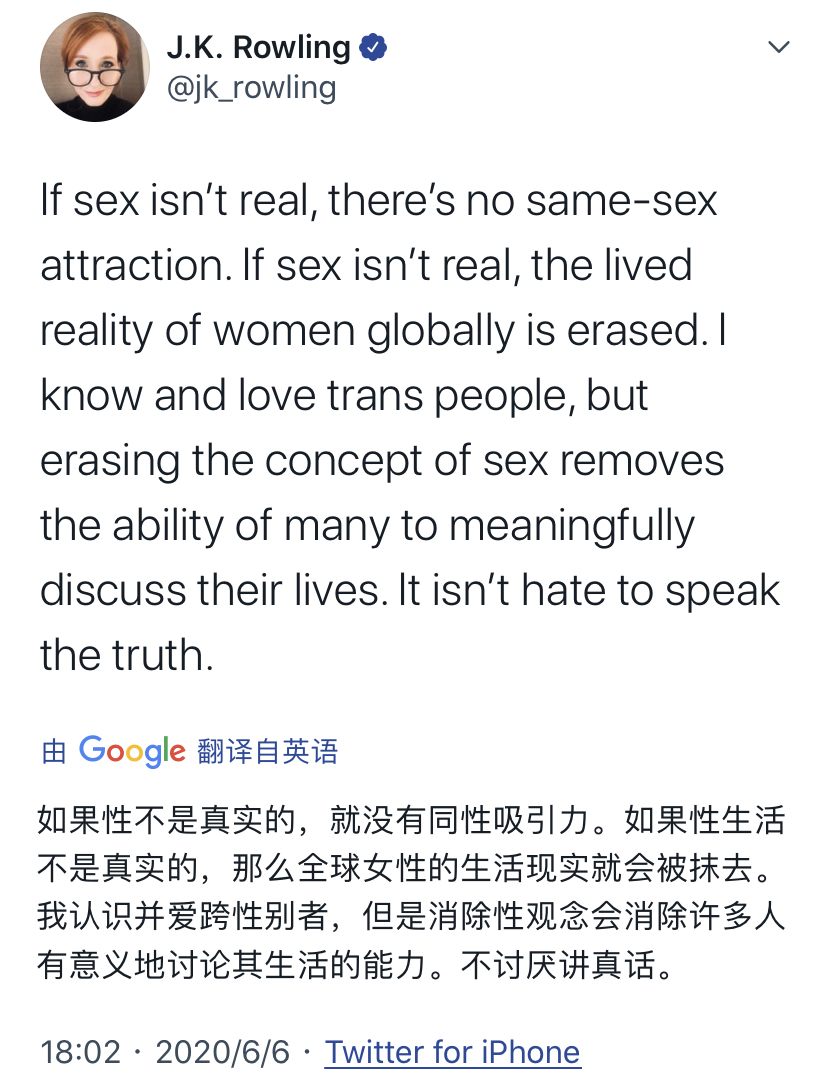 J.K. Rowling
@jk_rowling
If sex isn’t real, there’s no same-sex
attraction. If sex isn’t real, the lived
reality of women globally is erased. I
know and love trans people, but
erasing the concept of sex removes
the ability of many to meaningfully
discuss their lives. It isn’t hate to speak
the truth.
由 Google 翻译自英语
如果性不是真实的，就没有同性吸引力。如果性生活
不是真实的，那么全球女性的生活现实就会被抹去。
我认识并爱跨性别者，但是消除性观念会消除许多人
有意义地讨论其生活的能力。不讨厌讲真话。
18:02 · 2020/6/6 · Twitter for iPhone